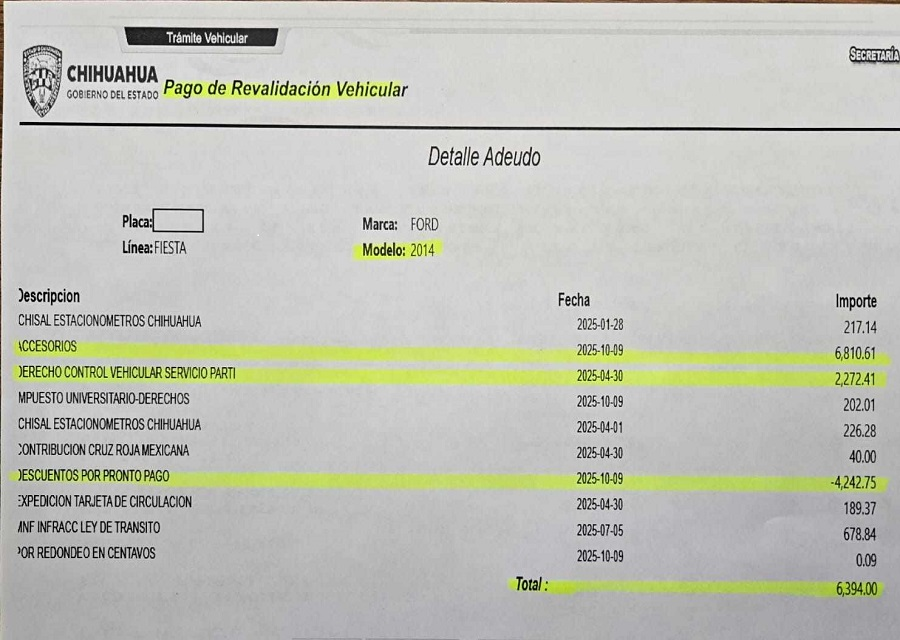 Trámite Vehicular
SECRETARÍA
CHIHUAHUA
GOBIERNO DEL ESTADO
Pago de Revalidación Vehicular
Detalle Adeudo
Placa: Marca: FORD
Línea: FIESTA Modelo: 2014
Descripcion Fecha Importe
CHISAL ESTACIONOMETROS CHIHUAHUA 2025-01-28 217.14
ACCESORIOS 2025-10-09 6,810.61
DERECHO CONTROL VEHICULAR SERVICIO PARTI 2025-04-30 2,272.41
MPUESTO UNIVERSITARIO-DERECHOS 2025-10-09 202.01
CHISAL ESTACIONOMETROS CHIHUAHUA 2025-04-01 226.28
CONTRIBUCION CRUZ ROJA MEXICANA 2025-04-30 40.00
DESCUENTOS POR PRONTO PAGO 2025-10-09 -4,242.75
EXPEDICION TARJETA DE CIRCULACION 2025-04-30 189.37
INF INFRACC LEY DE TRANSITO 2025-07-05 678.84
POR REDONDEO EN CENTAVOS 2025-10-09 0.09
Total : 6,394.00